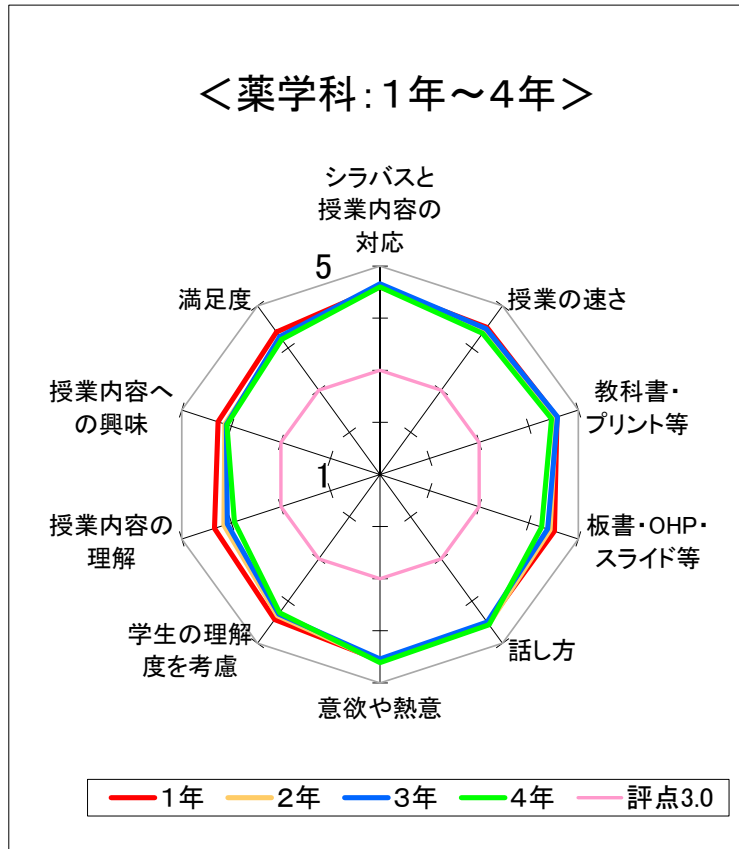 ＜薬学科：１年～４年＞
シラバスと
授業内容の
対応
5
満足度
授業の速さ
授業内容へ
の興味
教科書・
プリント等
1
授業内容の
理解
板書・OHP・
スライド等
学生の理解
度を考慮
話し方
意欲や熱意
１年 ２年 ３年 ４年 評点3.0